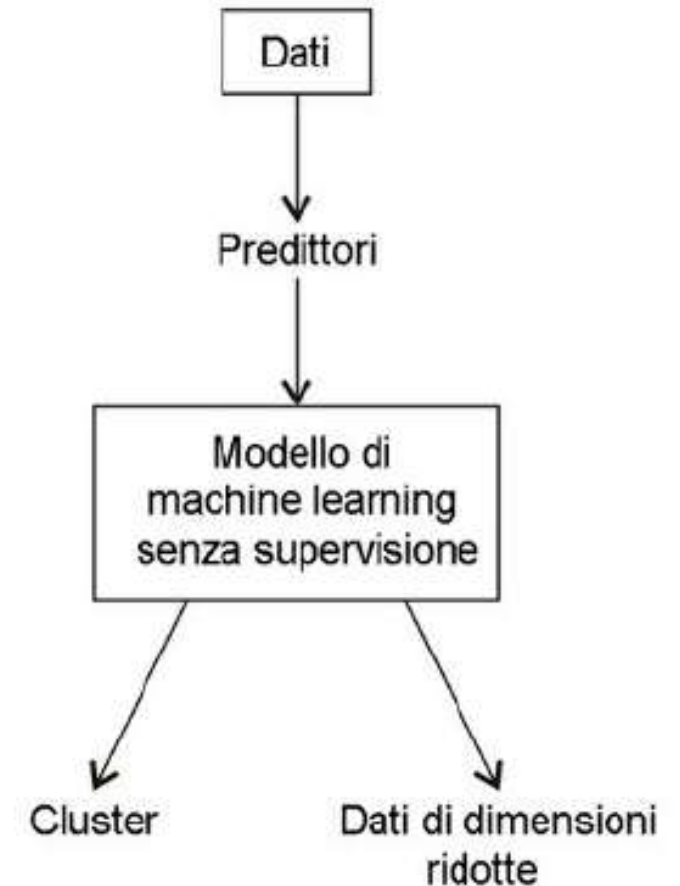 Dati
Predittori
Modello di
machine learning
senza supervisione
Cluster
Dati di dimensioni
ridotte